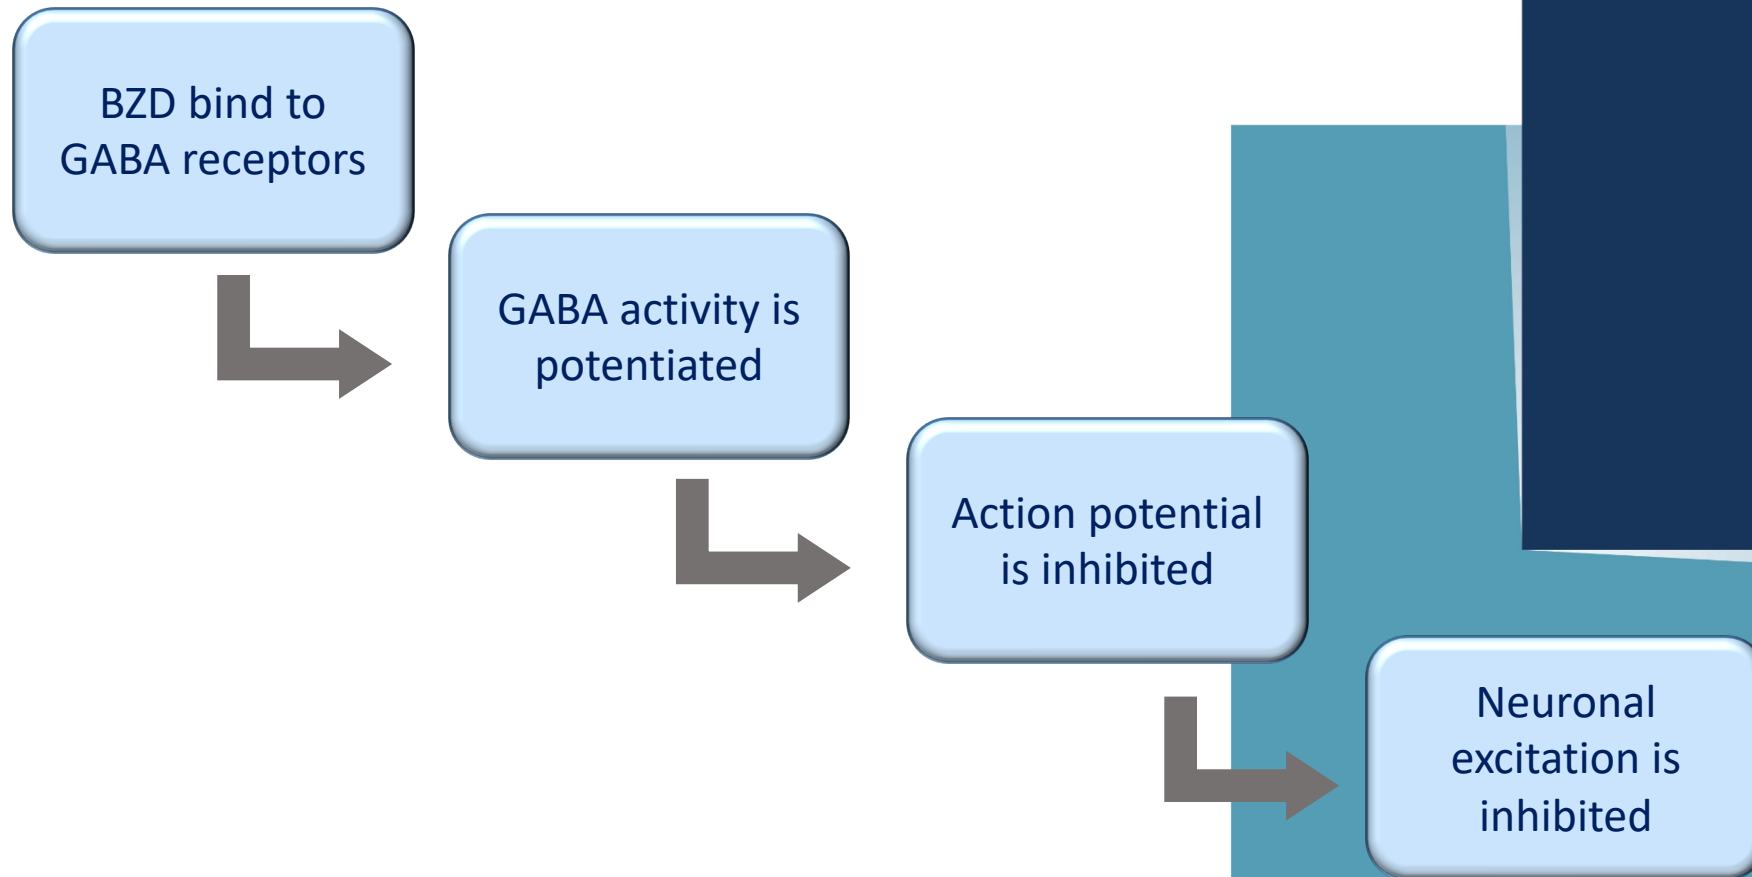 BZD bind to
GABA receptors
GABA activity is
potentiated
Action potential
is inhibited
Neuronal
excitation is
inhibited